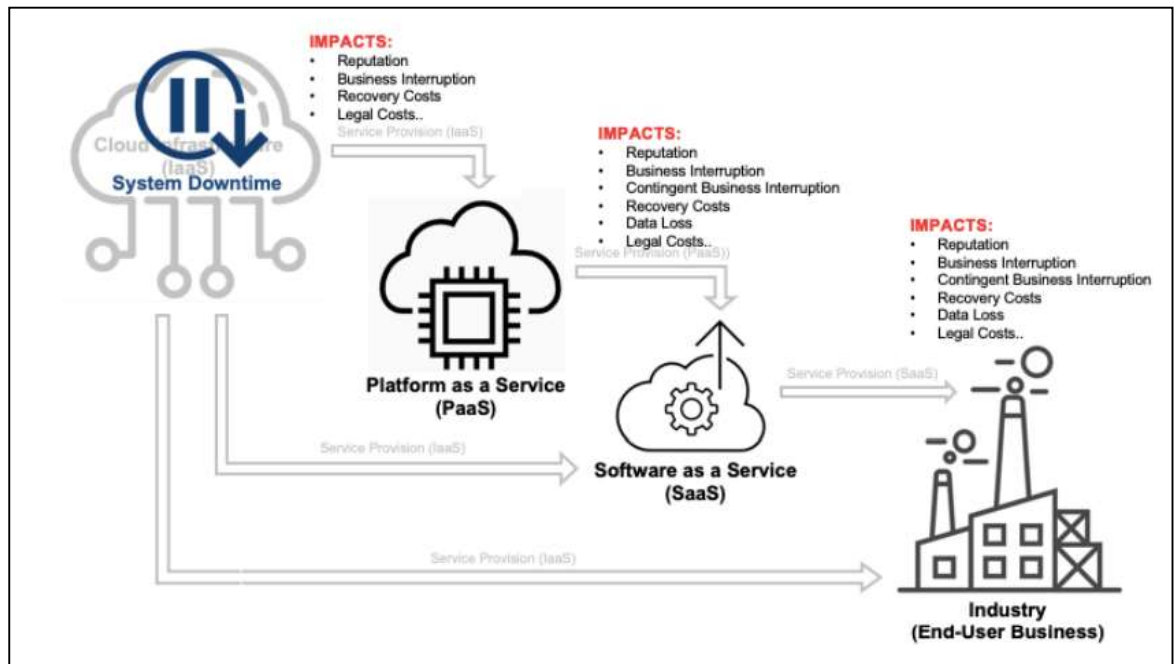 IMPACTS:
• Reputation
• Business Interruption
• Recovery Costs
• Legal Costs..
Service Provision (IaaS)
Cloud Infrastructure
(IaaS)
System Downtime
IMPACTS:
• Reputation
• Business Interruption
• Contingent Business Interruption
• Recovery Costs
• Data Loss
• Legal Costs..
Service Provision (PaaS))
IMPACTS:
• Reputation
• Business Interruption
• Contingent Business Interruption
• Recovery Costs
• Data Loss
• Legal Costs..
Platform as a Service
(PaaS)
Service Provision (SaaS)
Service Provision (IaaS)
Software as a Service
(SaaS)
Service Provision (IaaS)
Industry
(End-User Business)